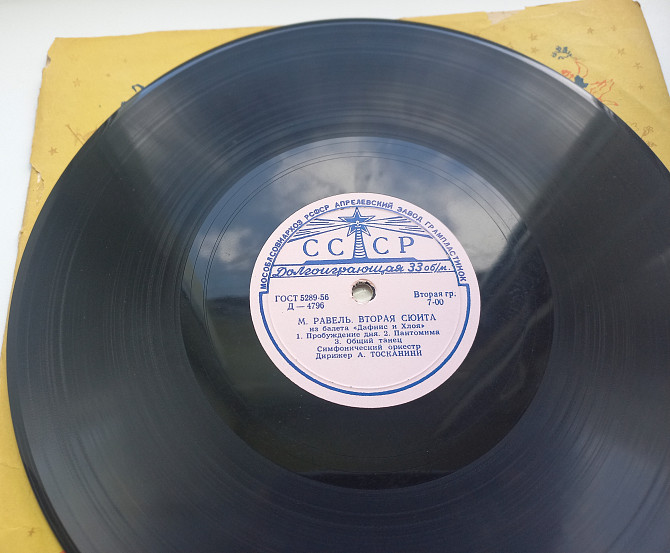 МОСОБЛСОВНАРХОЗ РСФСР АПРЕЛЕВСКИЙ ЗАВОД ГРАМПЛАСТИНОК
СССР
Долгоиграющая 33 об/м.
ГОСТ 5289-56 Вторая гр.
Д — 4796 7-00
М. РАВЕЛЬ. ВТОРАЯ СЮИТА
из балета «Дафнис и Хлоя»
1. Пробуждение дня. 2. Пантомима
3. Общий танец
Симфонический оркестр
Дирижер А. ТОСКАНИНИ